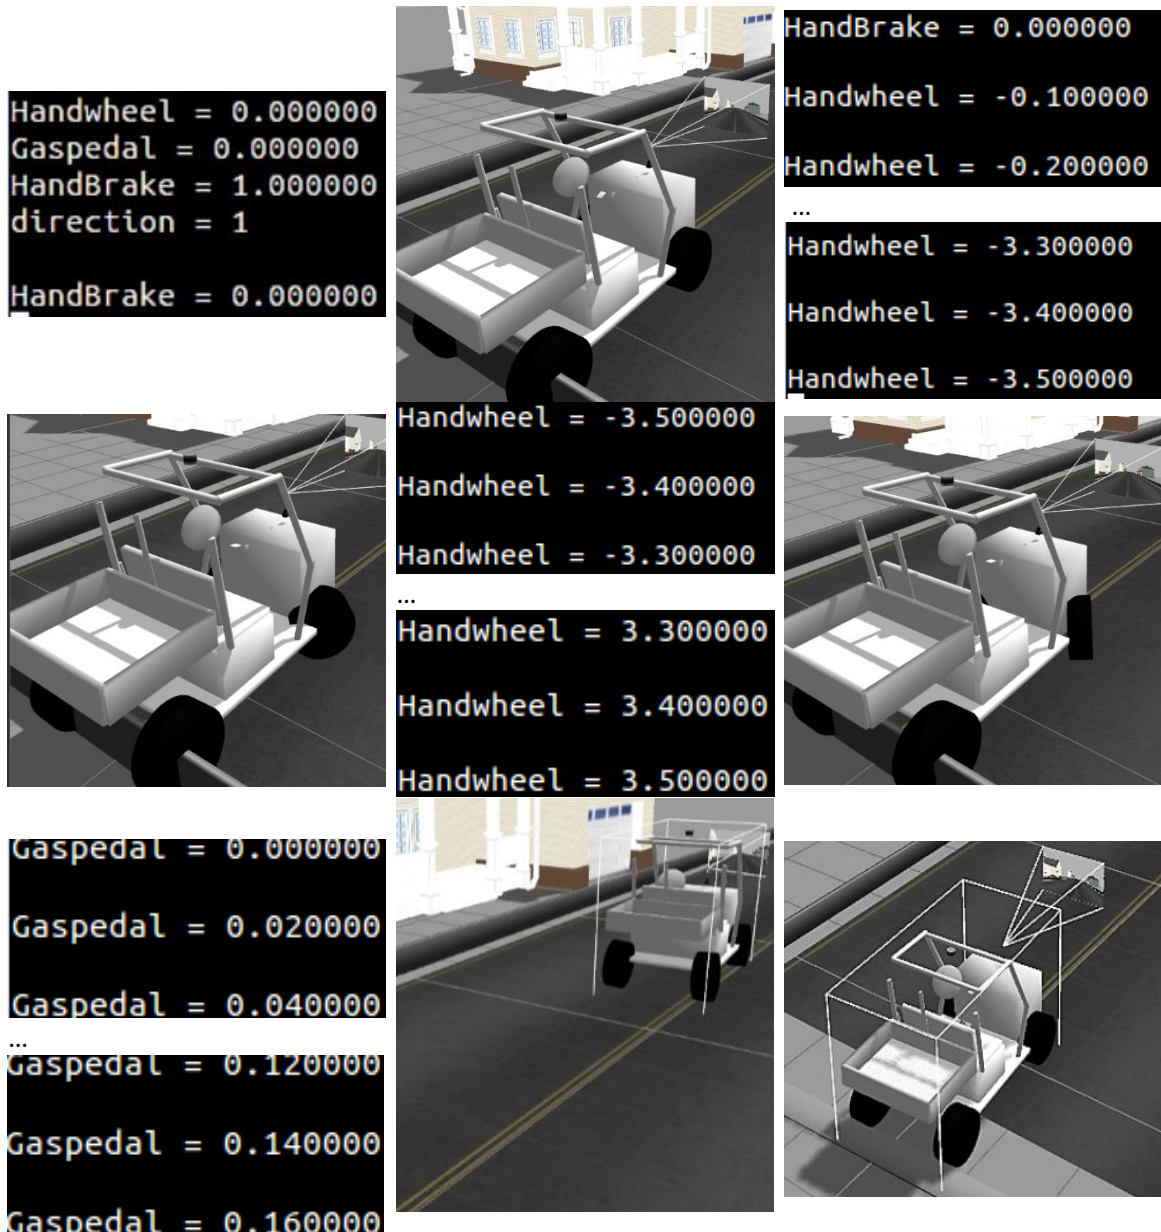 Handwheel = 0.000000
Gaspedal = 0.000000
HandBrake = 1.000000
direction = 1
HandBrake = 0.000000
HandBrake = 0.000000
Handwheel = -0.100000
Handwheel = -0.200000
...
Handwheel = -3.300000
Handwheel = -3.400000
Handwheel = -3.500000
Handwheel = -3.500000
Handwheel = -3.400000
Handwheel = -3.300000
...
Handwheel = 3.300000
Handwheel = 3.400000
Handwheel = 3.500000
Gaspedal = 0.000000
Gaspedal = 0.020000
Gaspedal = 0.040000
...
Gaspedal = 0.120000
Gaspedal = 0.140000
Gaspedal = 0.160000